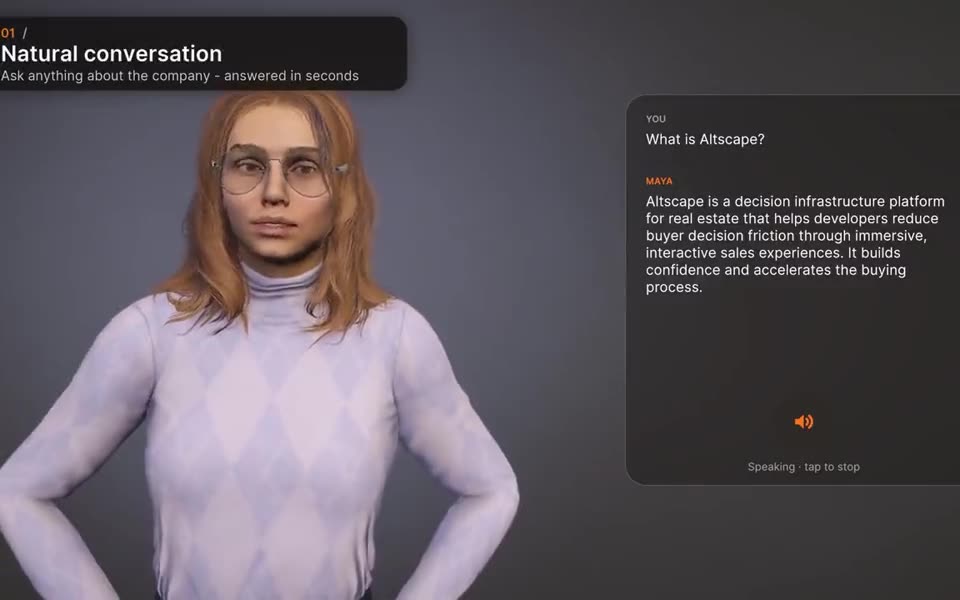 01 /
Natural conversation
Ask anything about the company - answered in seconds
YOU
What is Altscape?
MAYA
Altscape is a decision infrastructure platform
for real estate that helps developers reduce
buyer decision friction through immersive,
interactive sales experiences. It builds
confidence and accelerates the buying
process.
Speaking · tap to stop